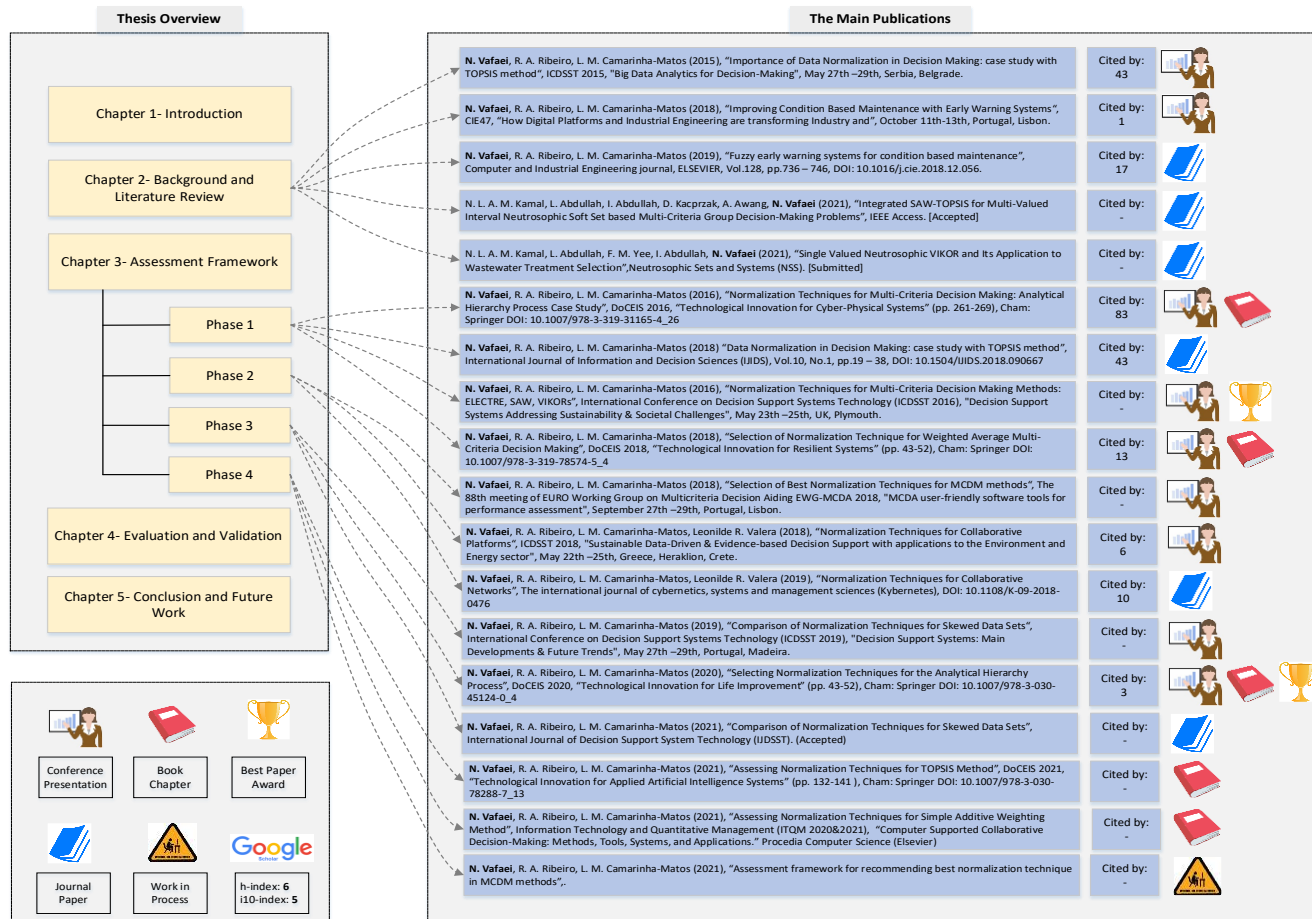 Thesis Overview
Chapter 1- Introduction
Chapter 2- Background and
Literature Review
Chapter 3- Assessment Framework
Phase 1
Phase 2
Phase 3
Phase 4
Chapter 4- Evaluation and Validation
Chapter 5- Conclusion and Future
Work
Conference
Presentation
Book
Chapter
Best Paper
Award
Journal
Paper
Work in
Process
Google
Scholar
h-index: 6
i10-index: 5
The Main Publications
N. Vafaei, R. A. Ribeiro, L. M. Camarinha-Matos (2015), “Importance of Data Normalization in Decision Making: case study with
TOPSIS method”, ICDSST 2015, "Big Data Analytics for Decision-Making", May 27th –29th, Serbia, Belgrade.
Cited by:
43
N. Vafaei, R. A. Ribeiro, L. M. Camarinha-Matos (2018), “Improving Condition Based Maintenance with Early Warning Systems”,
CIE47, “How Digital Platforms and Industrial Engineering are transforming Industry and”, October 11th-13th, Portugal, Lisbon.
Cited by:
1
N. Vafaei, R. A. Ribeiro, L. M. Camarinha-Matos (2019), “Fuzzy early warning systems for condition based maintenance”,
Computer and Industrial Engineering journal, ELSEVIER, Vol.128, pp.736 – 746, DOI: 10.1016/j.cie.2018.12.056.
Cited by:
17
N. L. A. M. Kamal, L. Abdullah, I. Abdullah, D. Kacprzak, A. Awang, N. Vafaei (2021), “Integrated SAW-TOPSIS for Multi-Valued
Interval Neutrosophic Soft Set based Multi-Criteria Group Decision-Making Problems”, IEEE Access. [Accepted]
Cited by:
-
N. L. A. M. Kamal, L. Abdullah, F. M. Yee, I. Abdullah, N. Vafaei (2021), “Single Valued Neutrosophic VIKOR and Its Application to
Wastewater Treatment Selection”,Neutrosophic Sets and Systems (NSS). [Submitted]
Cited by:
-
N. Vafaei, R. A. Ribeiro, L. M. Camarinha-Matos (2016), “Normalization Techniques for Multi-Criteria Decision Making: Analytical
Hierarchy Process Case Study”, DoCEIS 2016, “Technological Innovation for Cyber-Physical Systems” (pp. 261-269), Cham:
Springer DOI: 10.1007/978-3-319-31165-4_26
Cited by:
83
N. Vafaei, R. A. Ribeiro, L. M. Camarinha-Matos (2018) “Data Normalization in Decision Making: case study with TOPSIS method”,
International Journal of Information and Decision Sciences (IJIDS), Vol.10, No.1, pp.19 – 38, DOI: 10.1504/IJIDS.2018.090667
Cited by:
43
N. Vafaei, R. A. Ribeiro, L. M. Camarinha-Matos (2016), “Normalization Techniques for Multi-Criteria Decision Making Methods:
ELECTRE, SAW, VIKORs”, International Conference on Decision Support Systems Technology (ICDSST 2016), "Decision Support
Systems Addressing Sustainability & Societal Challenges", May 23th –25th, UK, Plymouth.
Cited by:
-
N. Vafaei, R. A. Ribeiro, L. M. Camarinha-Matos (2018), “Selection of Normalization Technique for Weighted Average Multi-
Criteria Decision Making”, DoCEIS 2018, “Technological Innovation for Resilient Systems” (pp. 43-52), Cham: Springer DOI:
10.1007/978-3-319-78574-5_4
Cited by:
13
N. Vafaei, R. A. Ribeiro, L. M. Camarinha-Matos (2018), “Selection of Best Normalization Techniques for MCDM methods”, The
88th meeting of EURO Working Group on Multicriteria Decision Aiding EWG-MCDA 2018, "MCDA user-friendly software tools for
performance assessment", September 27th –29th, Portugal, Lisbon.
Cited by:
-
N. Vafaei, R. A. Ribeiro, L. M. Camarinha-Matos, Leonilde R. Valera (2018), “Normalization Techniques for Collaborative
Platforms”, ICDSST 2018, "Sustainable Data-Driven & Evidence-based Decision Support with applications to the Environment and
Energy sector", May 22th –25th, Greece, Heraklion, Crete.
Cited by:
6
N. Vafaei, R. A. Ribeiro, L. M. Camarinha-Matos, Leonilde R. Valera (2019), “Normalization Techniques for Collaborative
Networks”, The international journal of cybernetics, systems and management sciences (Kybernetes), DOI: 10.1108/K-09-2018-
0476
Cited by:
10
N. Vafaei, R. A. Ribeiro, L. M. Camarinha-Matos (2019), “Comparison of Normalization Techniques for Skewed Data Sets”,
International Conference on Decision Support Systems Technology (ICDSST 2019), "Decision Support Systems: Main
Developments & Future Trends", May 27th –29th, Portugal, Madeira.
Cited by:
-
N. Vafaei, R. A. Ribeiro, L. M. Camarinha-Matos (2020), “Selecting Normalization Techniques for the Analytical Hierarchy
Process”, DoCEIS 2020, “Technological Innovation for Life Improvement” (pp. 43-52), Cham: Springer DOI: 10.1007/978-3-030-
45124-0_4
Cited by:
3
N. Vafaei, R. A. Ribeiro, L. M. Camarinha-Matos (2021), “Comparison of Normalization Techniques for Skewed Data Sets”,
International Journal of Decision Support System Technology (IJDSST). (Accepted)
Cited by:
-
N. Vafaei, R. A. Ribeiro, L. M. Camarinha-Matos (2021), “Assessing Normalization Techniques for TOPSIS Method”, DoCEIS 2021,
“Technological Innovation for Applied Artificial Intelligence Systems” (pp. 132-141 ), Cham: Springer DOI: 10.1007/978-3-030-
78288-7_13
Cited by:
-
N. Vafaei, R. A. Ribeiro, L. M. Camarinha-Matos (2021), “Assessing Normalization Techniques for Simple Additive Weighting
Method”, Information Technology and Quantitative Management (ITQM 2020&2021), “Computer Supported Collaborative
Decision-Making: Methods, Tools, Systems, and Applications.” Procedia Computer Science (Elsevier)
Cited by:
-
N. Vafaei, R. A. Ribeiro, L. M. Camarinha-Matos (2021), “Assessment framework for recommending best normalization technique
in MCDM methods”,.
Cited by:
-